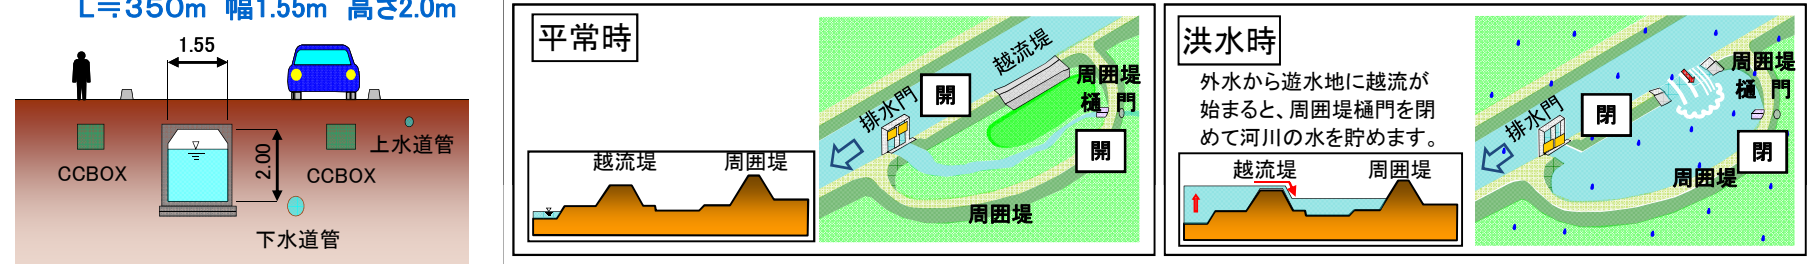 L≒350m 幅1.55m 高さ2.0m
1.55
2.00
CCBOX
CCBOX
上水道管
下水道管
平常時
越流堤
周囲堤
樋門
開
排水門
開
周囲堤
越流堤
周囲堤
洪水時
外水から遊水地に越流が
始まると、周囲堤樋門を閉
めて河川の水を貯めます。
周囲堤
樋門
閉
排水門
閉
周囲堤
越流堤
周囲堤